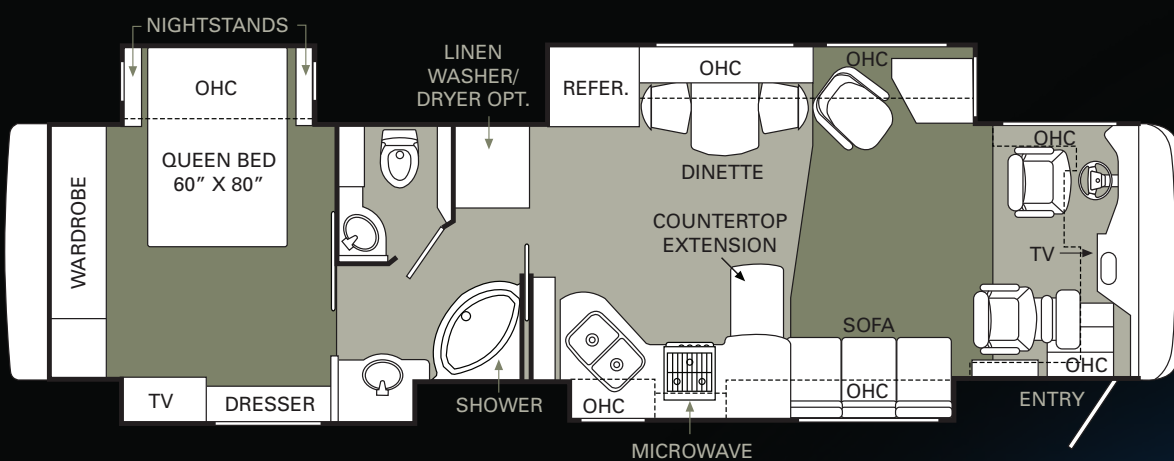 NIGHTSTANDS
LINEN
WASHER/
DRYER OPT.
OHC
REFER.
OHC
OHC
QUEEN BED
60” X 80”
DINETTE
OHC
WARDROBE
COUNTERTOP
EXTENSION
TV
SOFA
TV
DRESSER
SHOWER
OHC
MICROWAVE
OHC
OHC
ENTRY